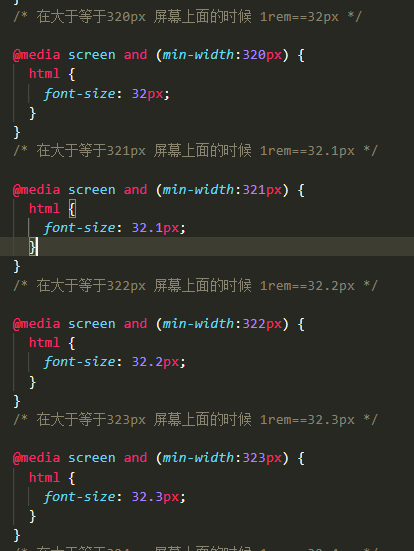 }
/* 在大于等于320px 屏幕上面的时候 1rem==32px */
@media screen and (min-width:320px) {
html {
font-size: 32px;
}
}
/* 在大于等于321px 屏幕上面的时候 1rem==32.1px */
@media screen and (min-width:321px) {
html {
font-size: 32.1px;
}
}
/* 在大于等于322px 屏幕上面的时候 1rem==32.2px */
@media screen and (min-width:322px) {
html {
font-size: 32.2px;
}
}
/* 在大于等于323px 屏幕上面的时候 1rem==32.3px */
@media screen and (min-width:323px) {
html {
font-size: 32.3px;
}
}